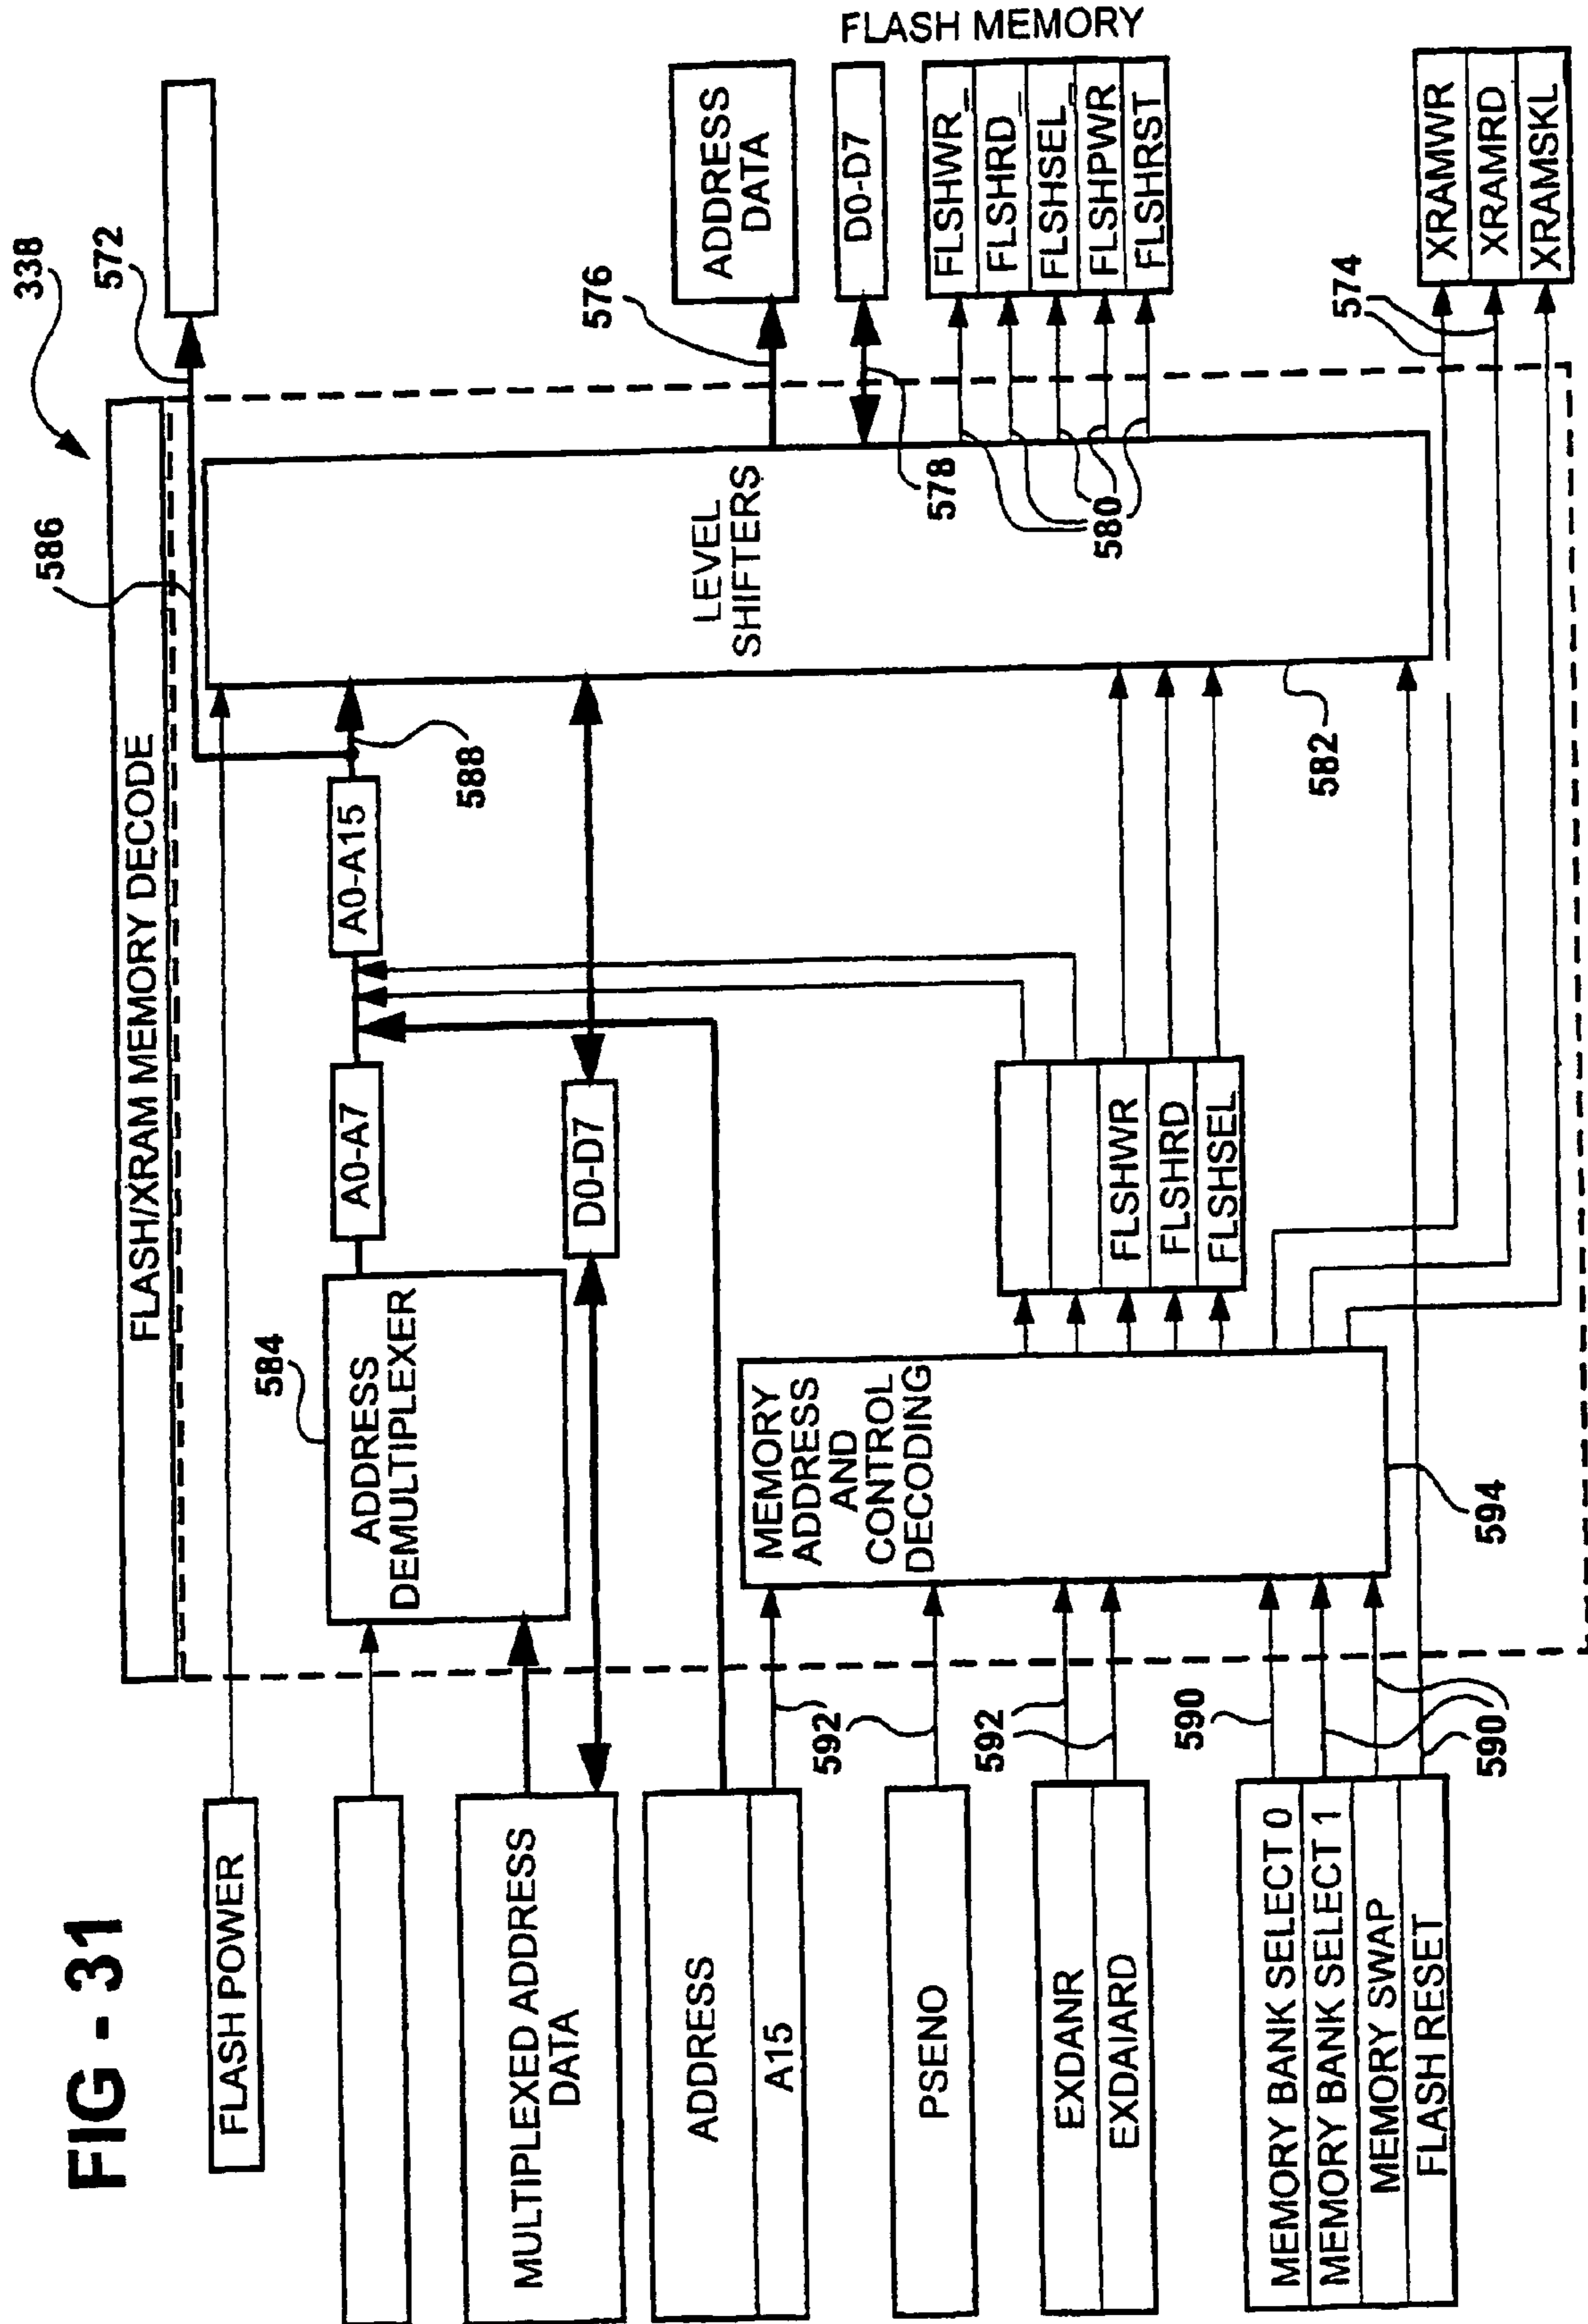 FIG - 31
338
FLASH/XRAM MEMORY DECODE
586
572
FLASH POWER
584
ADDRESS
DEMULTIPLEXER
A0-A7
A0-A15
588
LEVEL
SHIFTERS
576
ADDRESS
DATA
MULTIPLEXED ADDRESS
DATA
D0-D7
578
D0-D7
FLASH MEMORY
ADDRESS
A15
592
MEMORY
ADDRESS
AND
CONTROL
DECODING
PSENO
592
EXDANR
EXDAIARD
FLSHWR
FLSHRD
FLSHSEL
580
FLSHWR_
FLSHRD_
FLSHSEL_
FLSHPWR
FLSHRST
590
MEMORY BANK SELECT 0
MEMORY BANK SELECT 1
MEMORY SWAP
FLASH RESET
590
594
582
574
XRAMWR
XRAMRD
XRAMSKL